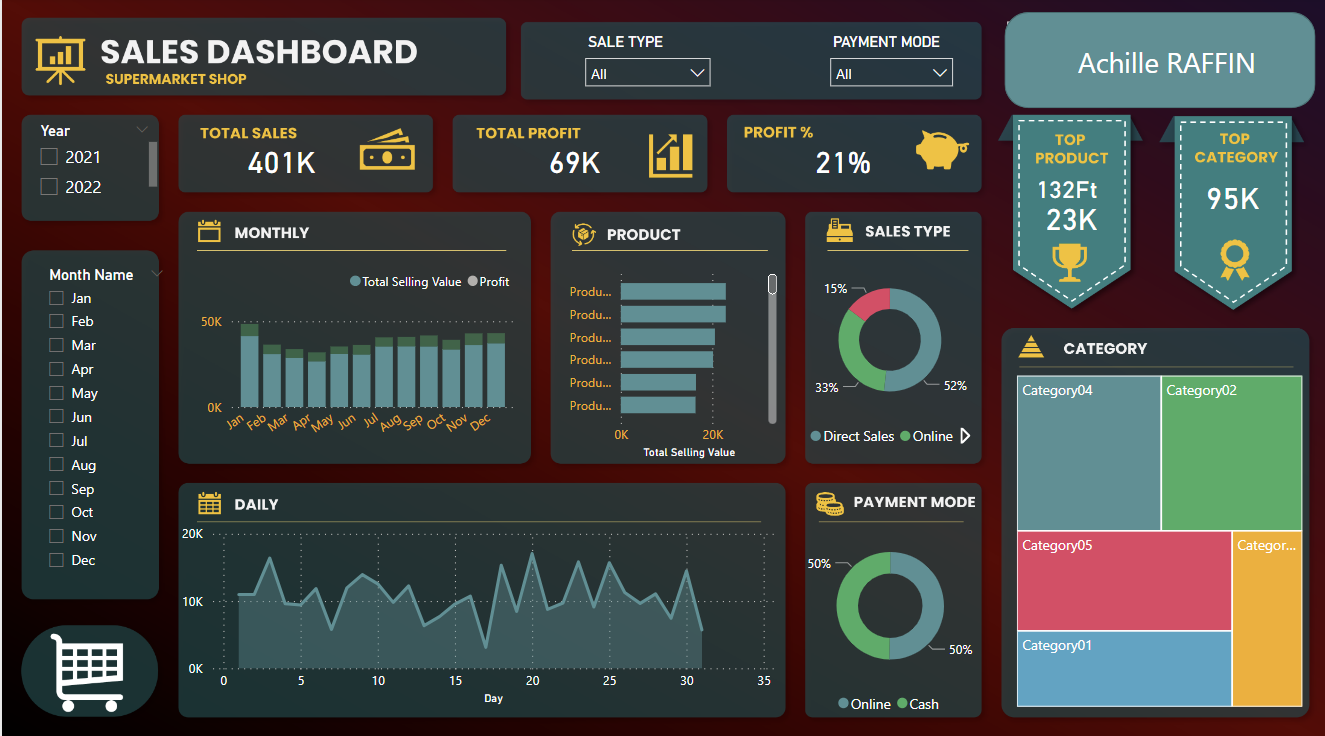 SALES DASHBOARD
SUPERMARKET SHOP
SALE TYPE
All
PAYMENT MODE
All
Achille RAFFIN
Year
2021
2022
TOTAL SALES
401K
TOTAL PROFIT
69K
PROFIT %
21%
TOP
PRODUCT
132Ft
23K
TOP
CATEGORY
95K
Month Name
Jan
Feb
Mar
Apr
May
Jun
Jul
Aug
Sep
Oct
Nov
Dec
MONTHLY
Total Selling Value Profit
50K
0K
Jan Feb Mar Apr May Jun Jul Aug Sep Oct Nov Dec
PRODUCT
Produ...
Produ...
Produ...
Produ...
Produ...
Produ...
0K 20K
Total Selling Value
SALES TYPE
15%
33%
52%
Direct Sales Online
CATEGORY
Category04
Category02
Category05
Categor...
Category01
DAILY
20K
10K
0K
0 5 10 15 20 25 30 35
Day
PAYMENT MODE
50%
50%
Online Cash